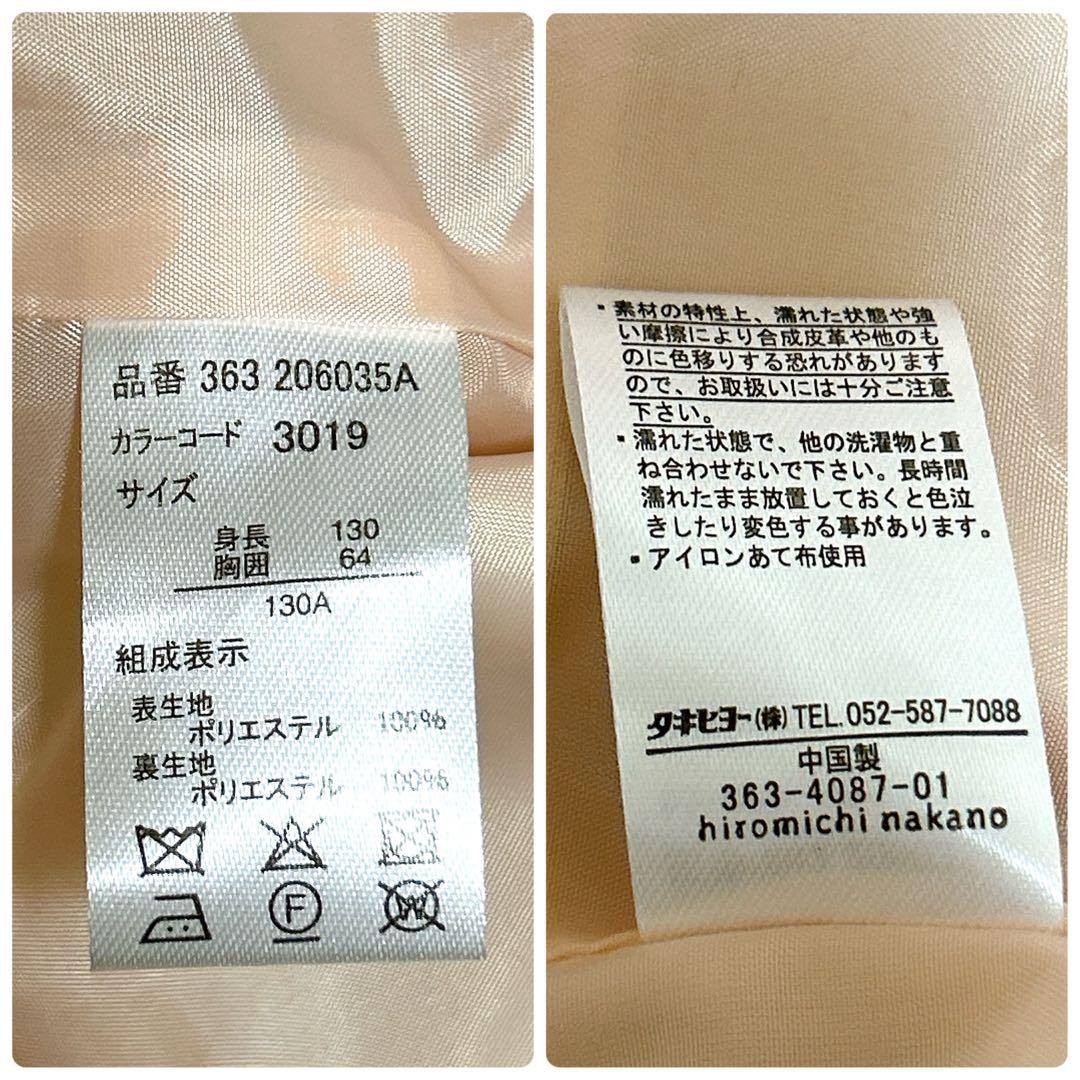 品番 363 206035A
カラーコード 3019
サイズ
身長 130
胸囲 64
130A
組成表示
表生地
ポリエステル 100%
裏生地
ポリエステル 100%
F
W
・素材の特性上、濡れた状態や強
い摩擦により合成皮革や他のも
のに色移りする恐れがあります
ので、お取扱いには十分ご注意
下さい。
・濡れた状態で、他の洗濯物と重
ね合わせないで下さい。長時間
濡れたまま放置しておくと色泣
きしたり変色する事があります。
・アイロンあて布使用
タキヒヨー(株) TEL.052-587-7088
中国製
363-4087-01
hiromichi nakano